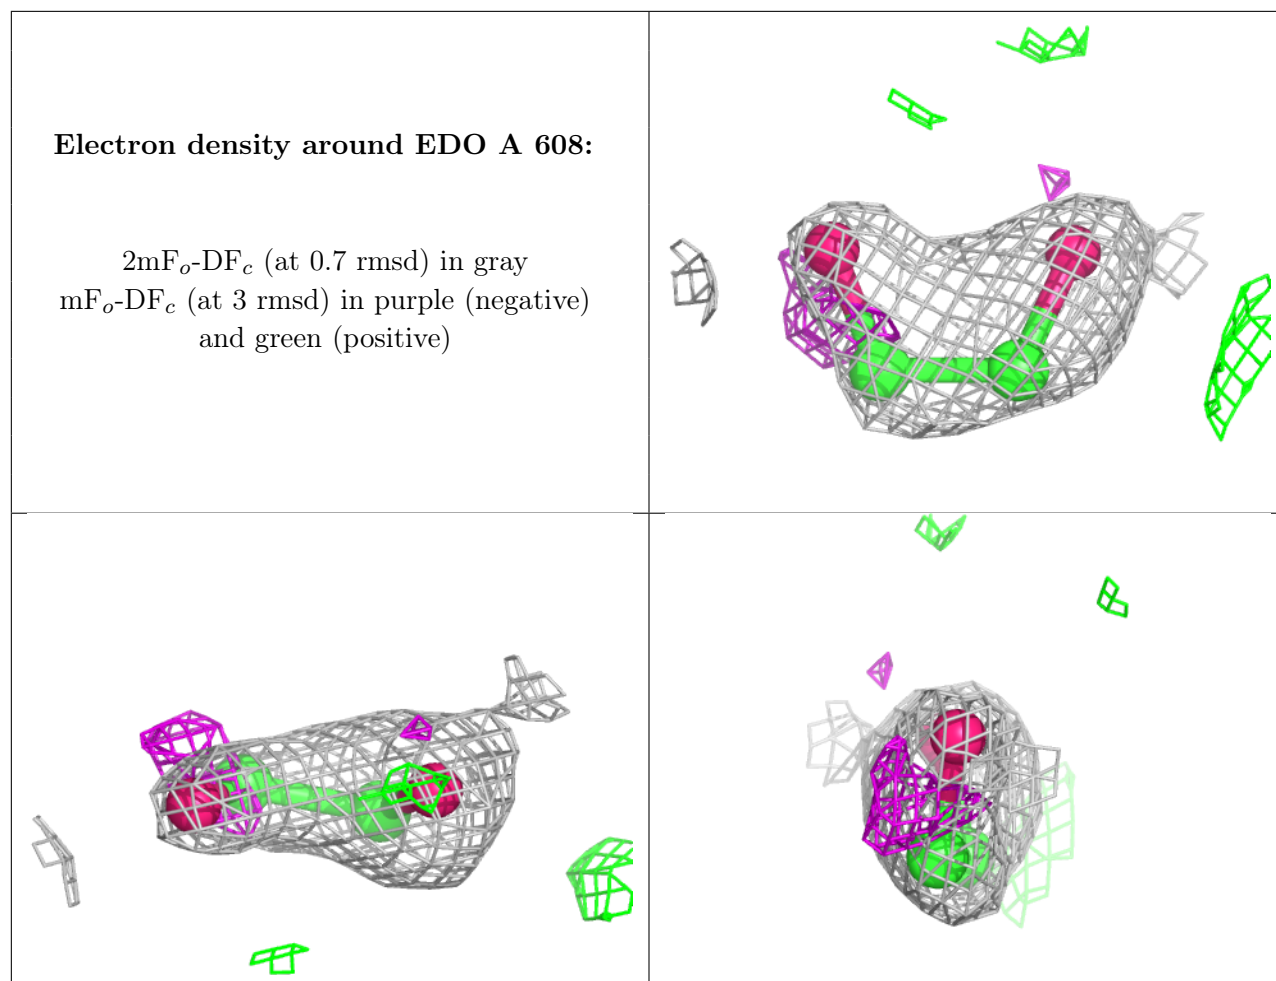 Electron density around EDO A 608:
2mFo-DFc (at 0.7 rmsd) in gray
mFo-DFc (at 3 rmsd) in purple (negative)
and green (positive)